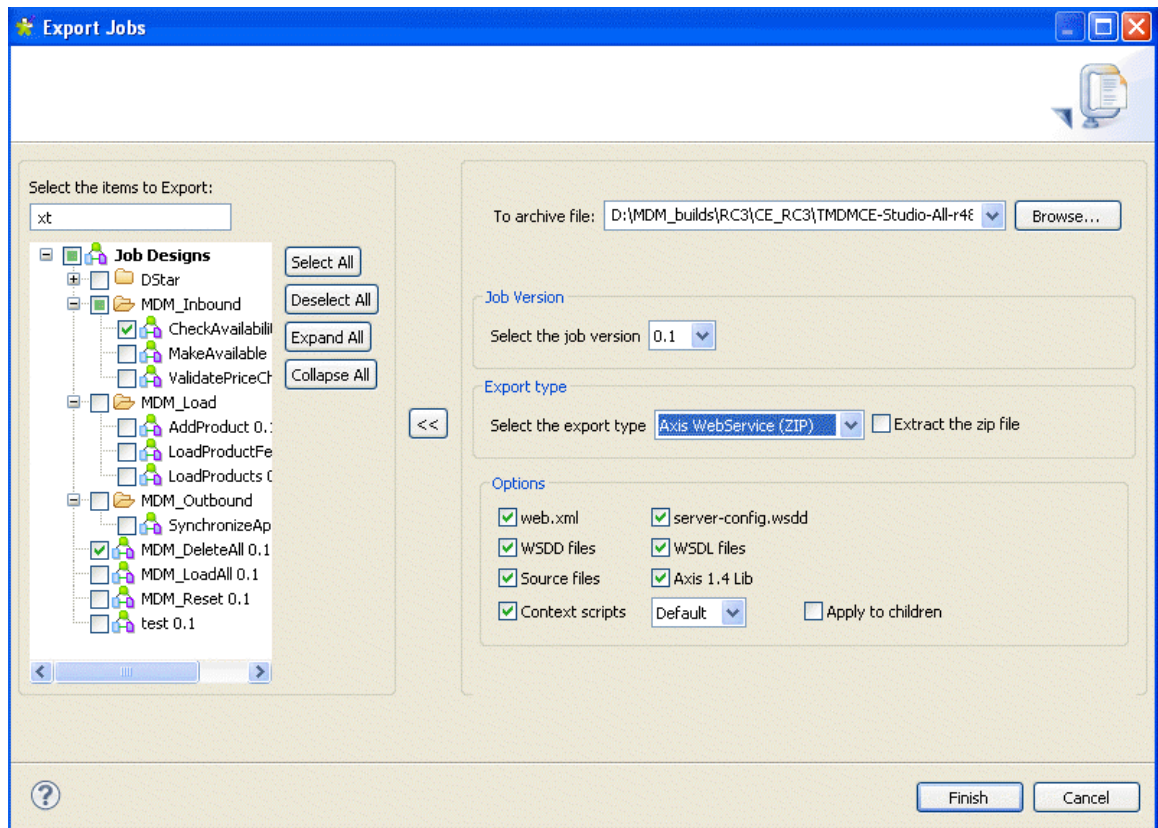 Export Jobs
Select the items to Export:
xt
Job Designs
DStar
MDM_Inbound
CheckAvailabili
MakeAvailable
ValidatePriceCh
MDM_Load
AddProduct 0.
LoadProductFe
LoadProducts 0
MDM_Outbound
SynchronizeAp
MDM_DeleteAll 0.1
MDM_LoadAll 0.1
MDM_Reset 0.1
test 0.1
Select All
Deselect All
Expand All
Collapse All
<<
To archive file: D:\MDM_builds\RC3\CE_RC3\TMDMCE-Studio-All-r48 Browse...
Job Version
Select the job version 0.1
Export type
Select the export type Axis WebService (ZIP) Extract the zip file
Options
web.xml server-config.wsdd
WSDD files WSDL files
Source files Axis 1.4 Lib
Context scripts Default Apply to children
? Finish Cancel